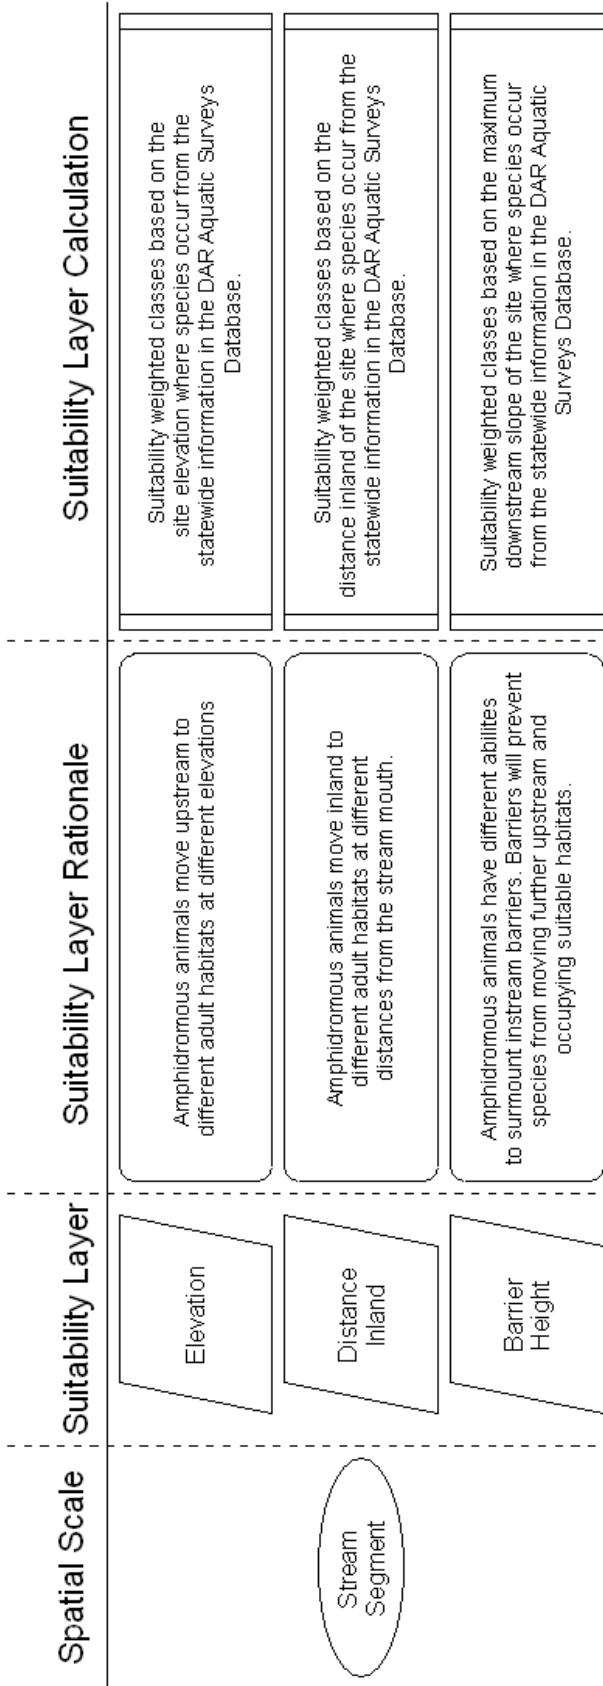 Spatial Scale
Suitability Layer
Suitability Layer Rationale
Suitability Layer Calculation
Stream
Segment
Elevation
Amphidromous animals move upstream to
different adult habitats at different elevations
Suitability weighted classes based on the
site elevation where species occur from the
statewide information in the DAR Aquatic Surveys
Database.
Distance
Inland
Amphidromous animals move inland to
different adult habitats at different
distances from the stream mouth.
Suitability weighted classes based on the
distance inland of the site where species occur from the
statewide information in the DAR Aquatic Surveys
Database.
Barrier
Height
Amphidromous animals have different abilites
to surmount instream barriers. Barriers will prevent
species from moving further upstream and
occupying suitable habitats.
Suitability weighted classes based on the maximum
downstream slope of the site where species occur
from the statewide information in the DAR Aquatic
Surveys Database.